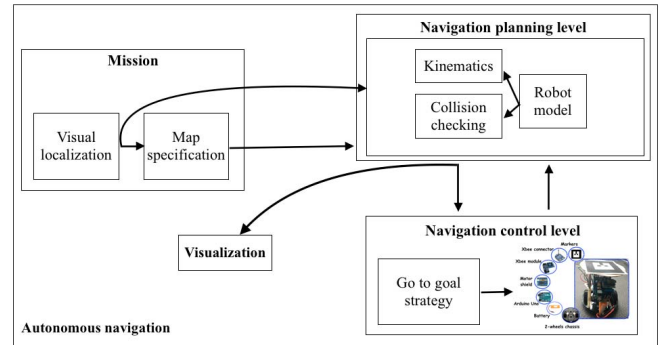 Navigation planning level
Mission
Kinematics
Robot
model
Collision
checking
Visual
localization
Map
specification
Navigation control level
Visualization
Go to goal
strategy
Markers
Xbee connector
Xbee module
Motor
shield
Arduino Uno
Battery
2-wheels chassis
Autonomous navigation